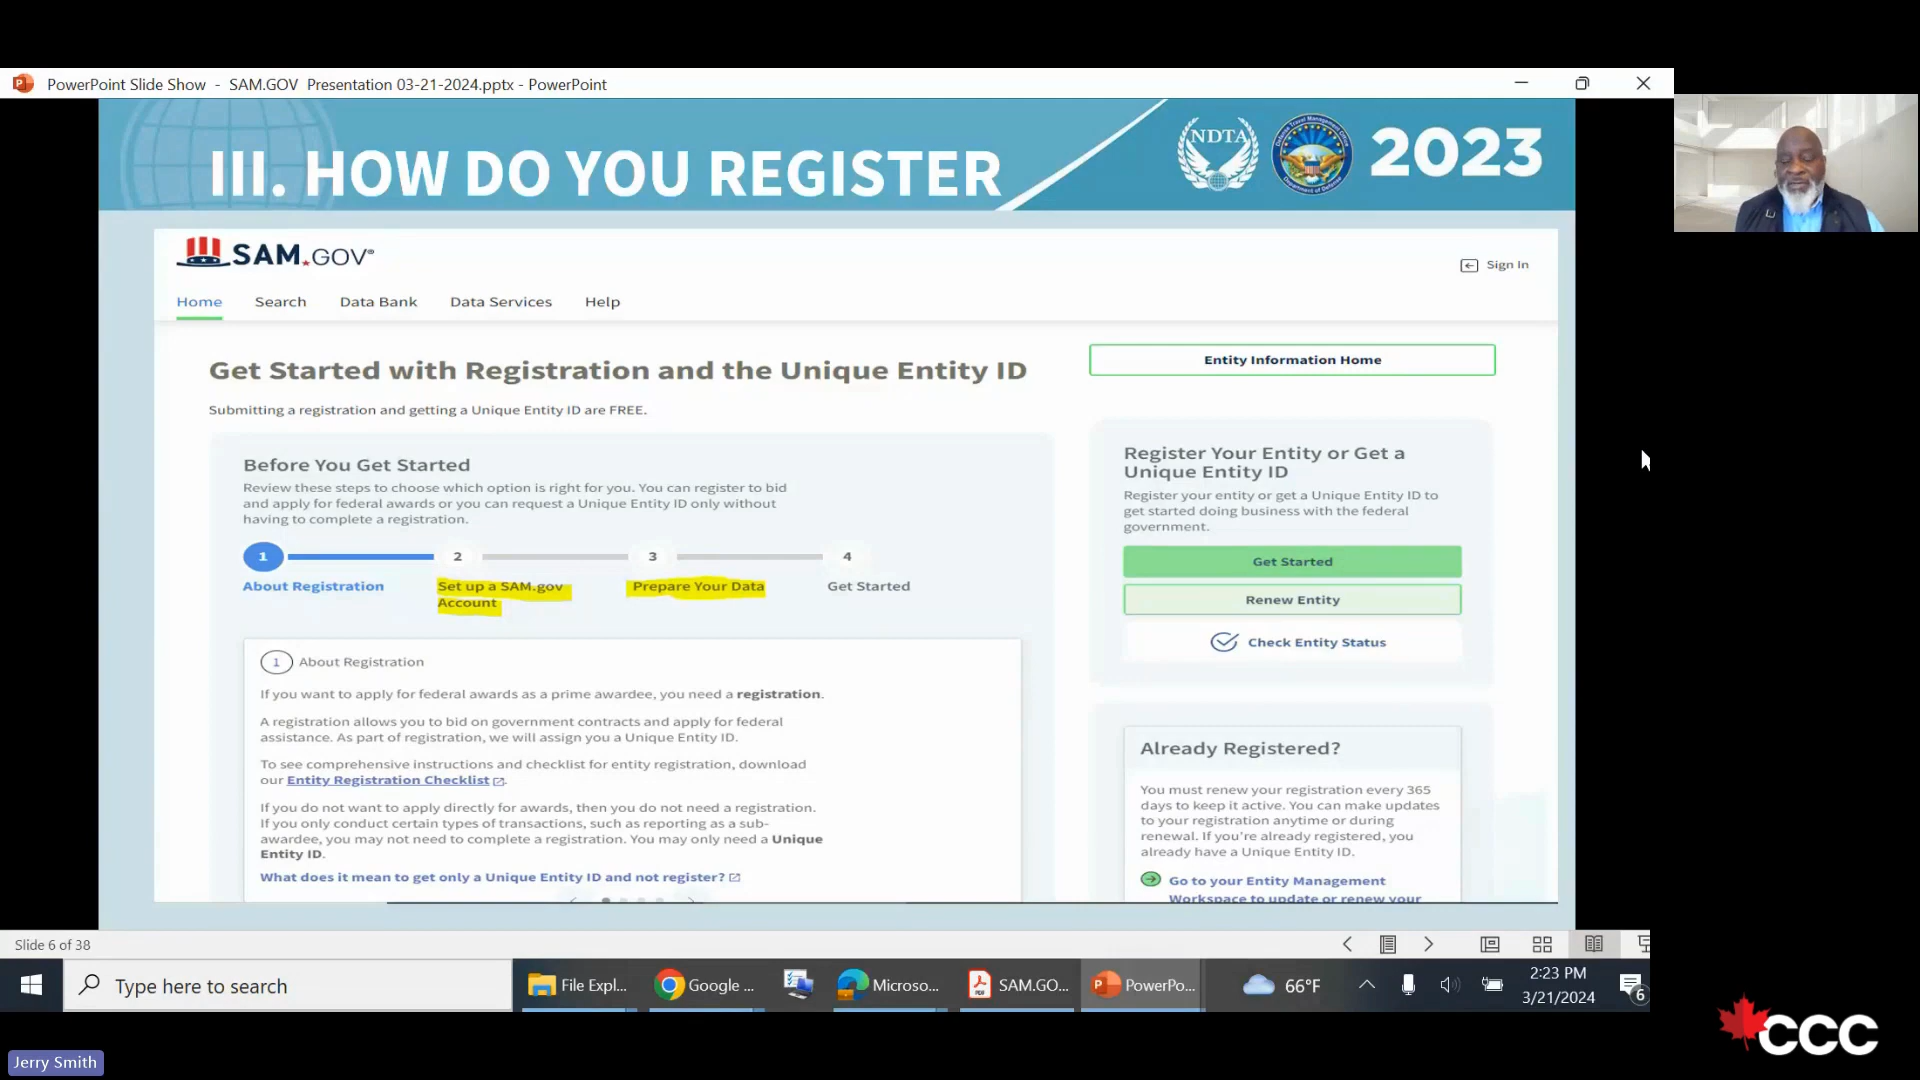 PowerPoint Slide Show - SAM.GOV Presentation 03-21-2024.pptx - PowerPoint
III. HOW DO YOU REGISTER
NDTA
2023
SAM.GOV®
Sign In
Home Search Data Bank Data Services Help
Get Started with Registration and the Unique Entity ID
Entity Information Home
Submitting a registration and getting a Unique Entity ID are FREE.
Before You Get Started
Review these steps to choose which option is right for you. You can register to bid
and apply for federal awards or you can request a Unique Entity ID only without
having to complete a registration.
1 2 3 4
About Registration
Set up a SAM.gov
Account
Prepare Your Data
Get Started
1 About Registration
If you want to apply for federal awards as a prime awardee, you need a registration.
A registration allows you to bid on government contracts and apply for federal
assistance. As part of registration, we will assign you a Unique Entity ID.
To see comprehensive instructions and checklist for entity registration, download
our Entity Registration Checklist.
If you do not want to apply directly for awards, then you do not need a registration.
If you only conduct certain types of transactions, such as reporting as a sub-
awardee, you may not need to complete a registration. You may only need a Unique
Entity ID.
What does it mean to get only a Unique Entity ID and not register?
Register Your Entity or Get a
Unique Entity ID
Register your entity or get a Unique Entity ID to
get started doing business with the federal
government.
Get Started
Renew Entity
Check Entity Status
Already Registered?
You must renew your registration every 365
days to keep it active. You can make updates
to your registration anytime or during
renewal. If you're already registered, you
already have a Unique Entity ID.
Go to your Entity Management
Workspace to update or renew your
Slide 6 of 38
Type here to search
File Expl...
Google ...
Microso...
SAM.GO...
PowerPo...
66°F
2:23 PM
3/21/2024
6
CCC
Jerry Smith